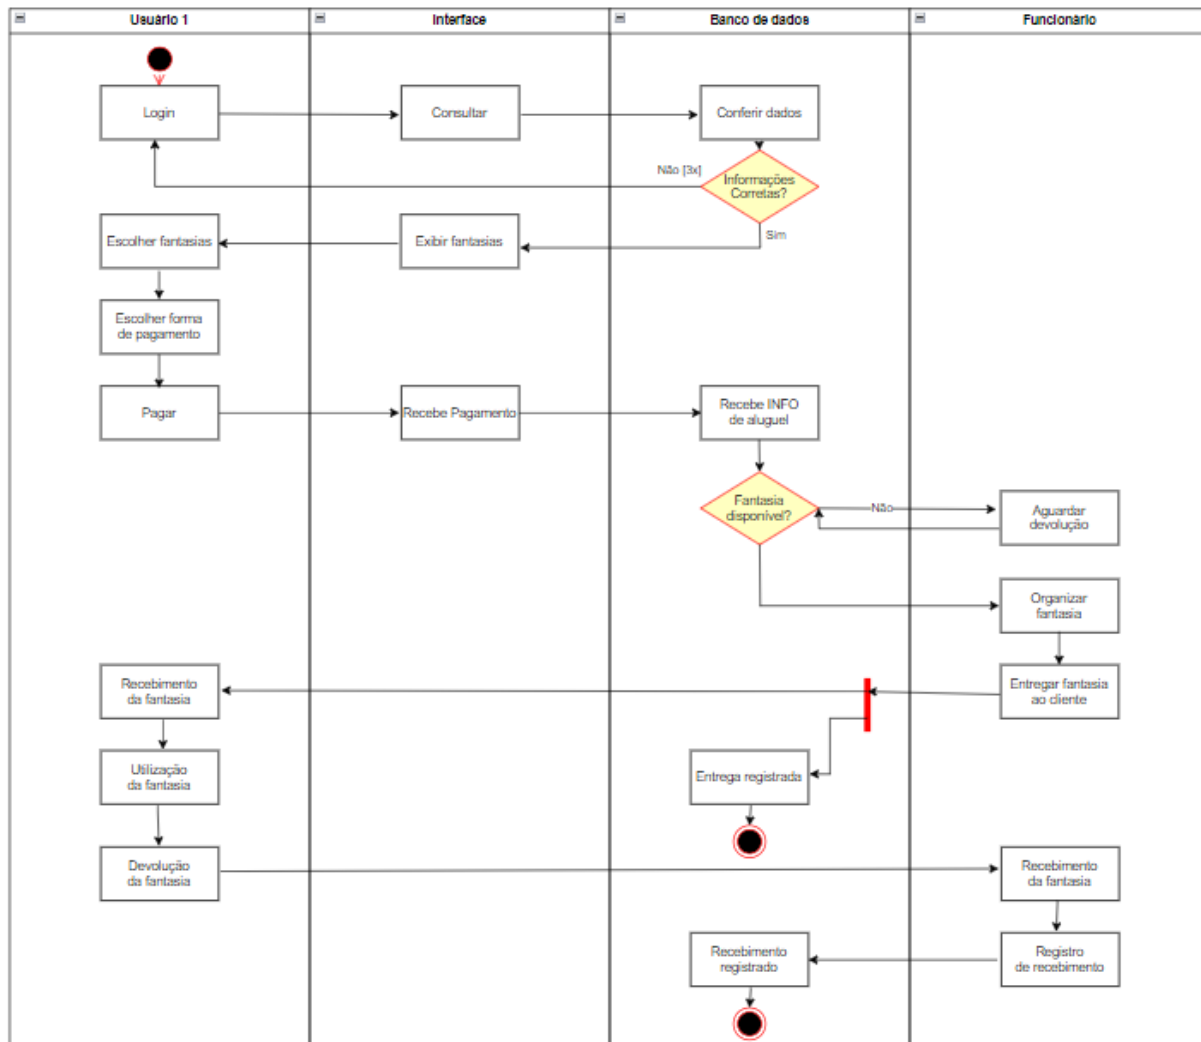 Usuário 1
Interface
Banco de dados
Funcionário
Login
Consultar
Conferir dados
Não [3x]
Informações
Corretas?
Sim
Escolher fantasias
Exibir fantasias
Escolher forma
de pagamento
Pagar
Recebe Pagamento
Recebe INFO
de aluguel
Fantasia
disponível?
Não
Aguardar
devolução
Organizar
fantasia
Recebimento
da fantasia
Entregar fantasia
ao cliente
Utilização
da fantasia
Entrega registrada
Devolução
da fantasia
Recebimento
da fantasia
Recebimento
registrado
Registro
de recebimento